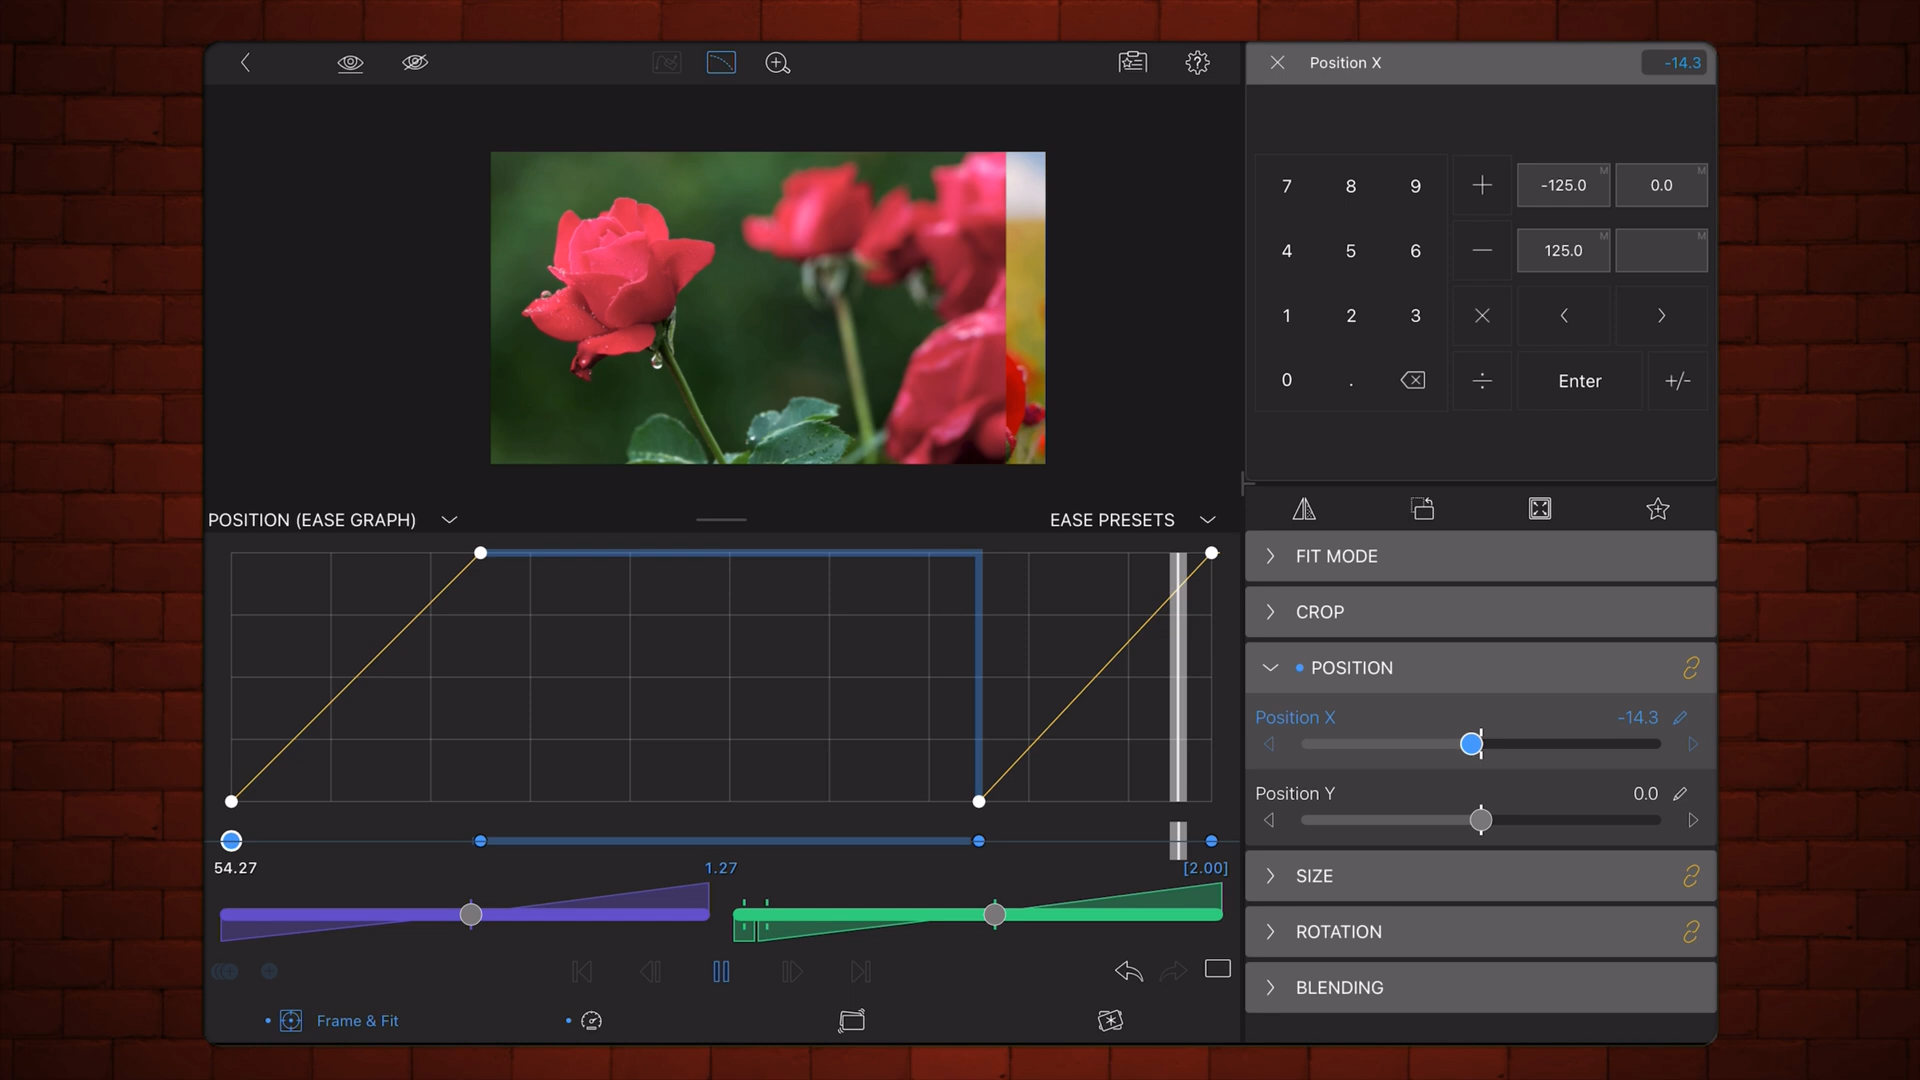 Position X
-14.3
7 8 9 + -125.0 M 0.0 M
4 5 6 — 125.0 M M
1 2 3 × < >
0 . ÷ Enter +/-
POSITION (EASE GRAPH)
EASE PRESETS
54.27
1.27
[2.00]
Frame & Fit
FIT MODE
CROP
POSITION
Position X -14.3
Position Y 0.0
SIZE
ROTATION
BLENDING